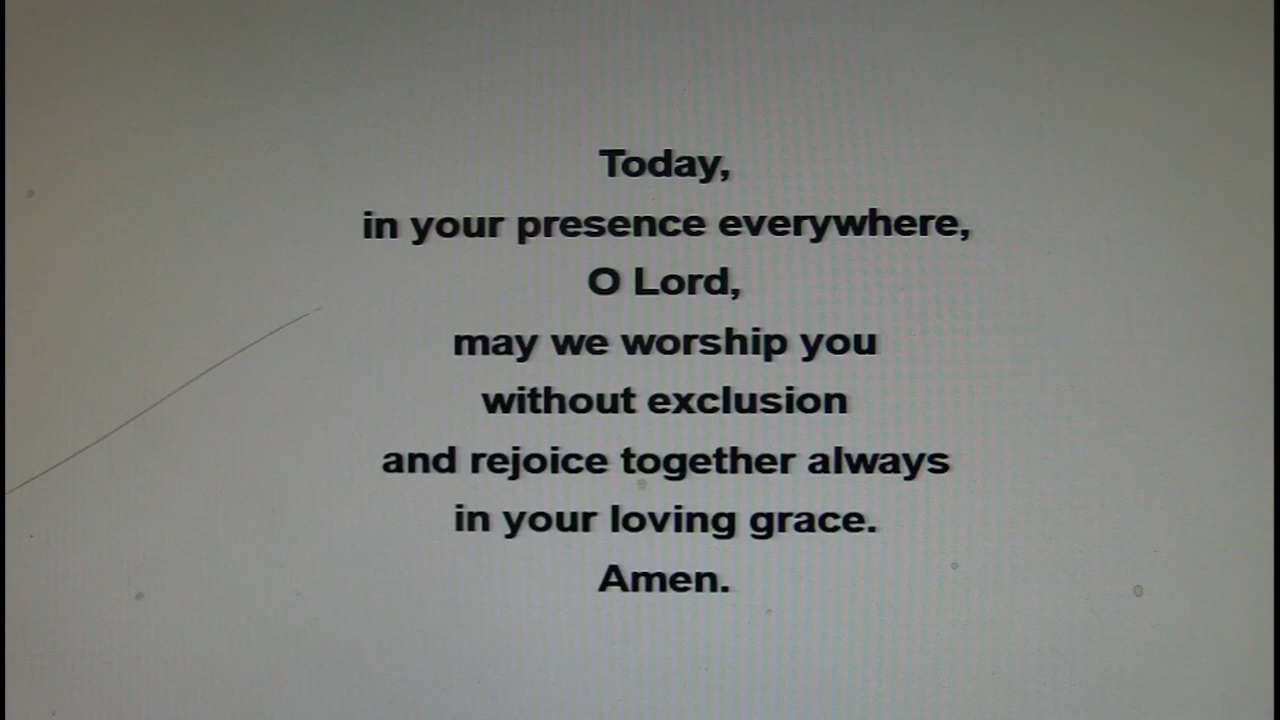 Today,
in your presence everywhere,
O Lord,
may we worship you
without exclusion
and rejoice together always
in your loving grace.
Amen.